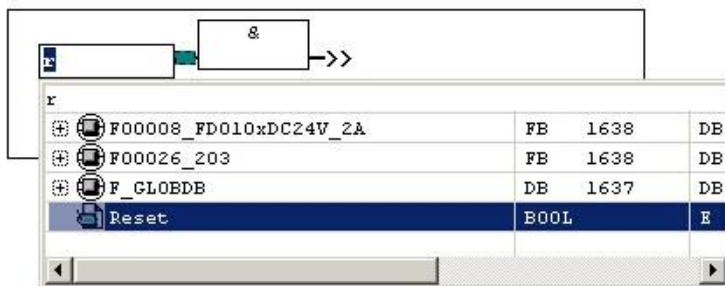 &
r
>>
r
F00008_FD010xDC24V_2A FB 1638 DB
F00026_203 FB 1638 DB
F_GLOBDB DB 1637 DB
Reset BOOL E